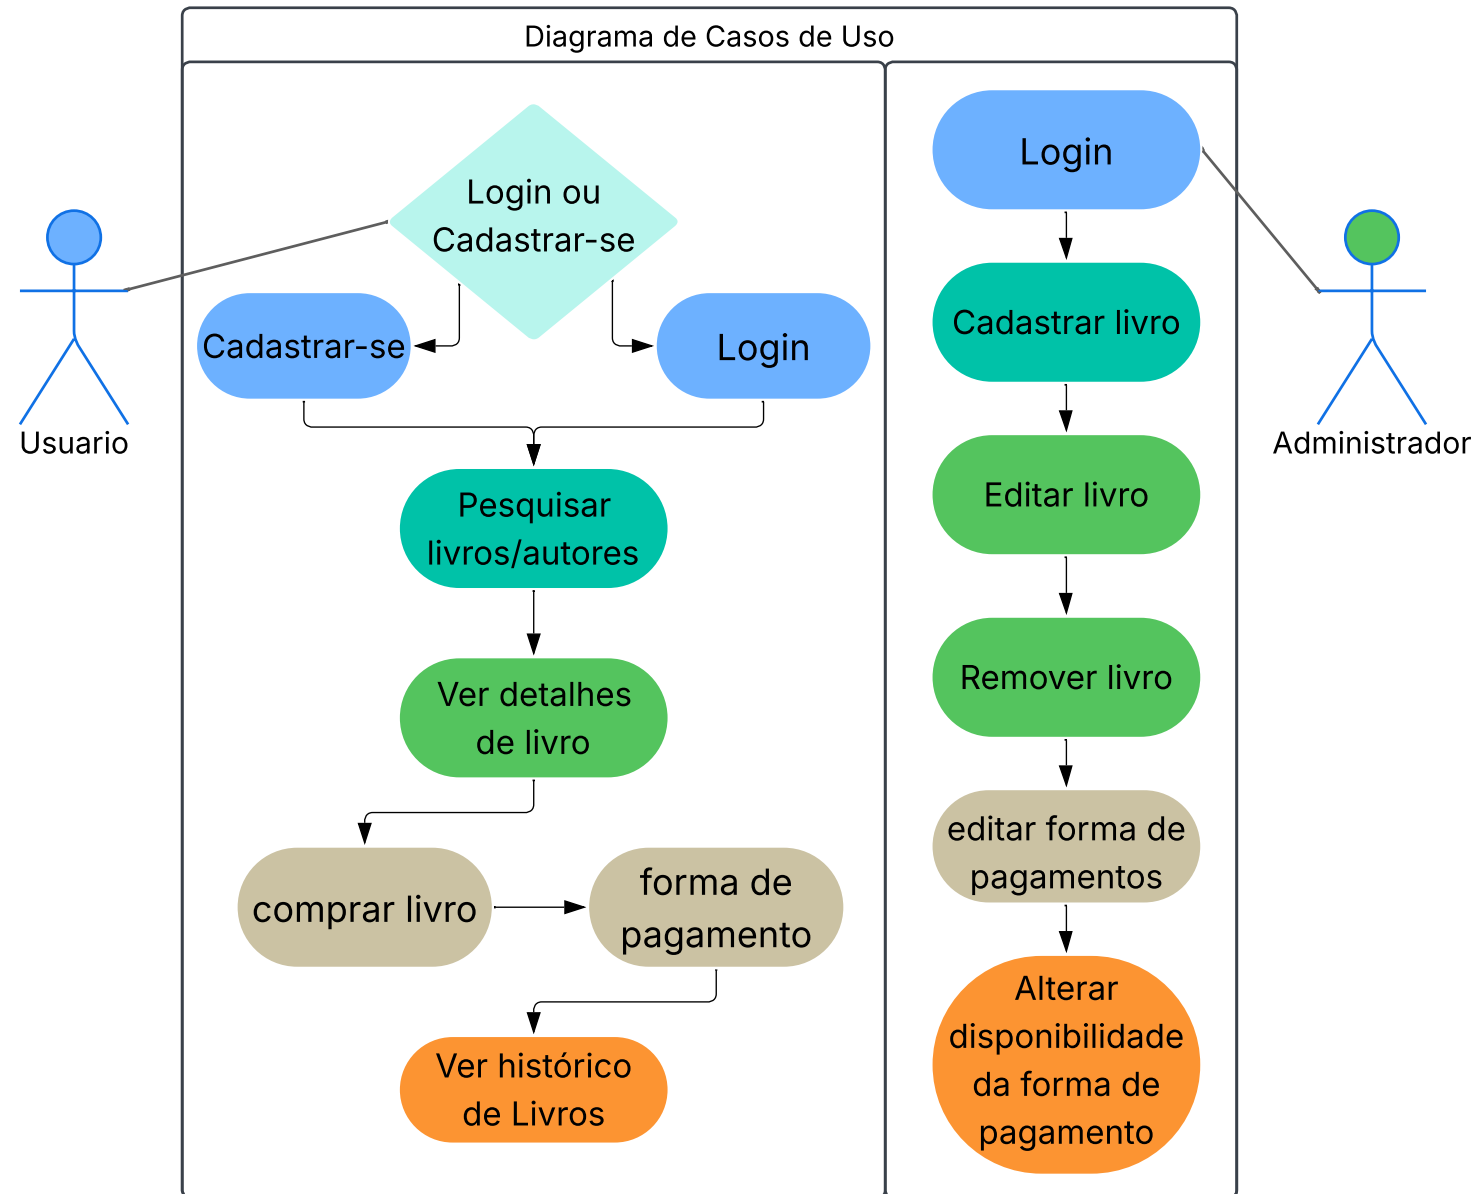 Diagrama de Casos de Uso
Login ou
Cadastrar-se
Cadastrar-se
Login
Usuario
Pesquisar
livros/autores
Ver detalhes
de livro
comprar livro
forma de
pagamento
Ver histórico
de Livros
Login
Cadastrar livro
Editar livro
Remover livro
editar forma de
pagamentos
Alterar
disponibilidade
da forma de
pagamento
Administrador